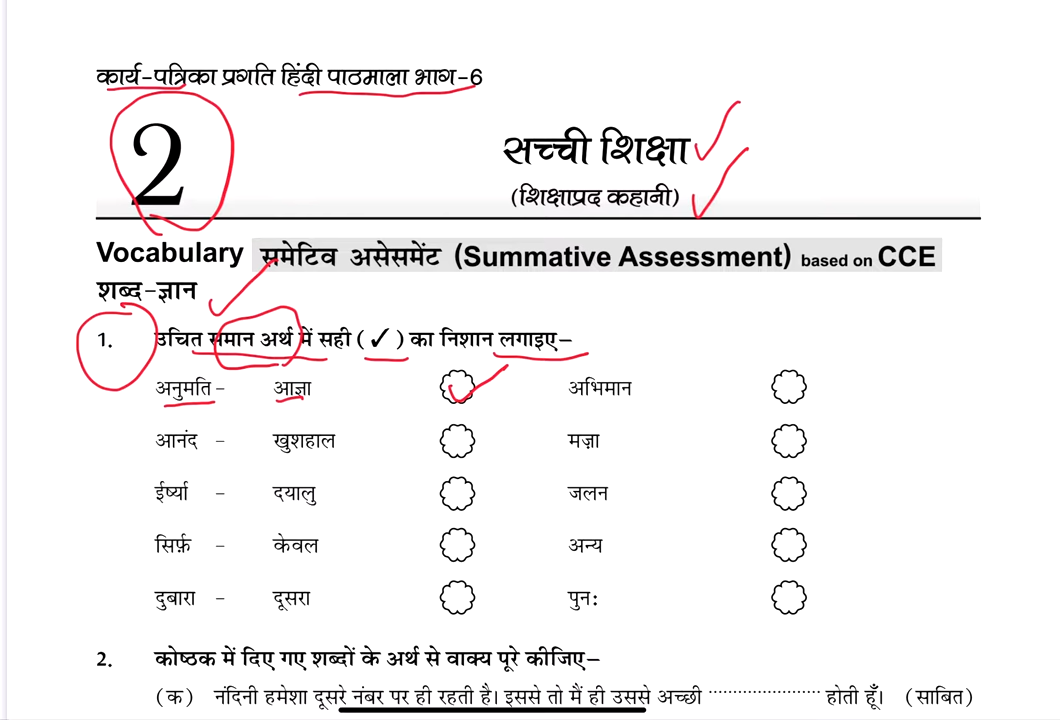 कार्य-पत्रिका प्रगति हिंदी पाठमाला भाग-6
2
सच्ची शिक्षा
(शिक्षाप्रद कहानी)
Vocabulary समेटिव असेसमेंट (Summative Assessment) based on CCE
शब्द-ज्ञान
1. उचित समान अर्थ में सही (✓) का निशान लगाइए–
अनुमति – आज्ञा अभिमान
आनंद – खुशहाल मज़ा
ईर्ष्या – दयालु जलन
सिर्फ़ – केवल अन्य
दुबारा – दूसरा पुनः
2. कोष्ठक में दिए गए शब्दों के अर्थ से वाक्य पूरे कीजिए–
(क) नंदिनी हमेशा दूसरे नंबर पर ही रहती है। इससे तो मैं ही उससे अच्छी ...................... होती हूँ। (साबित)